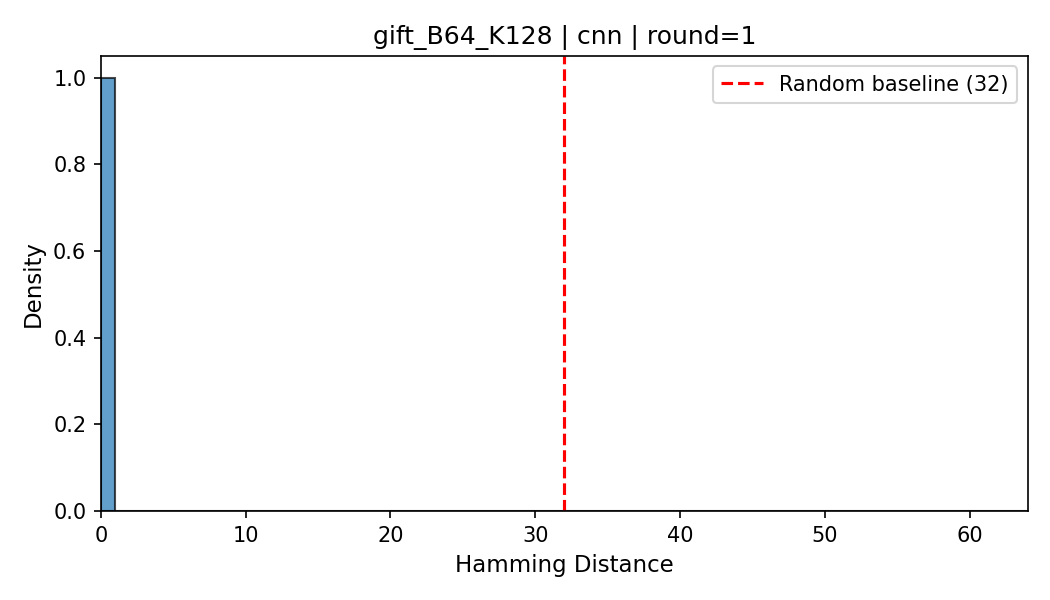 gift_B64_K128 | cnn | round=1
Random baseline (32)
1.0
0.8
0.6
0.4
0.2
0.0
Density
0 10 20 30 40 50 60
Hamming Distance